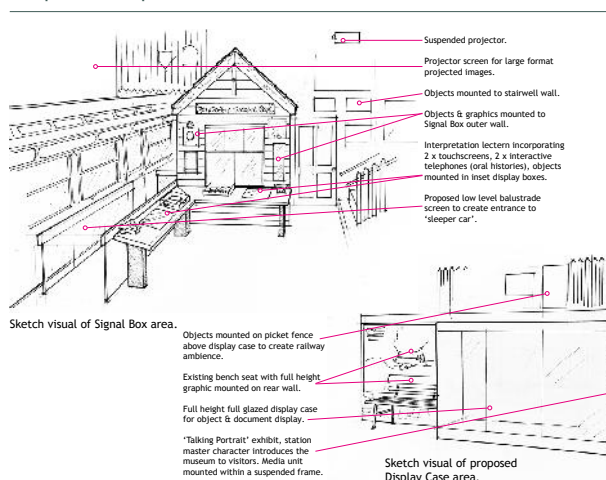 Suspended projector.
Projector screen for large format
projected images.
Objects mounted to stairwell wall.
Objects & graphics mounted to
Signal Box outer wall.
Interpretation lectern incorporating
2 x touchscreens, 2 x interactive
telephones (oral histories), objects
mounted in inset display boxes.
Proposed low level balustrade
screen to create entrance to
‘sleeper car’.
Sketch visual of Signal Box area.
Objects mounted on picket fence
above display case to create railway
ambience.
Existing bench seat with full height
graphic mounted on rear wall.
Full height full glazed display case
for object & document display.
‘Talking Portrait’ exhibit, station
master character introduces the
museum to visitors. Media unit
mounted within a suspended frame.
Sketch visual of proposed
Display Case area.